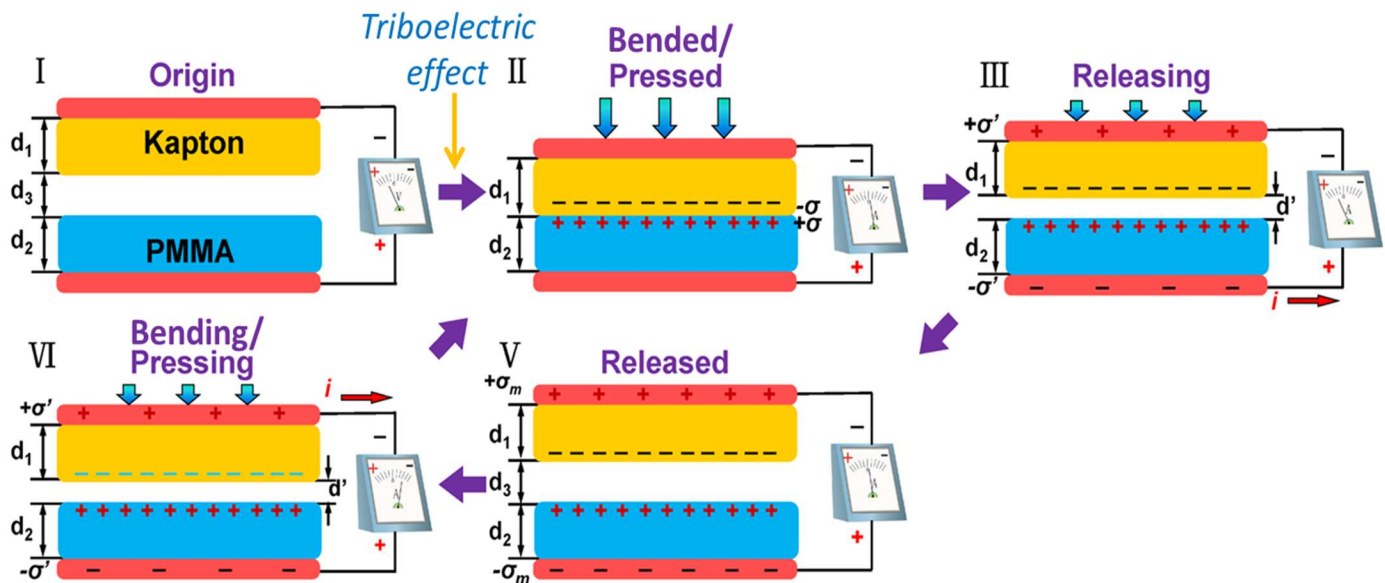 Triboelectric
effect
I
Origin
II
Bended/
Pressed
III
Releasing
Kapton
PMMA
d₁
d₃
d₂
−
+
d₁
d₂
-σ
+σ
−
+
+σ'
+ + + +
d₁
d'
d₂
-σ'
− − − −
−
+
i
VI
Bending/
Pressing
V
Released
+σ'
+ + + +
i
d₁
d'
d₂
-σ'
− − − −
−
+
+σₘ
+ + + + + +
d₁
d₃
d₂
-σₘ
− − − − − −
−
+